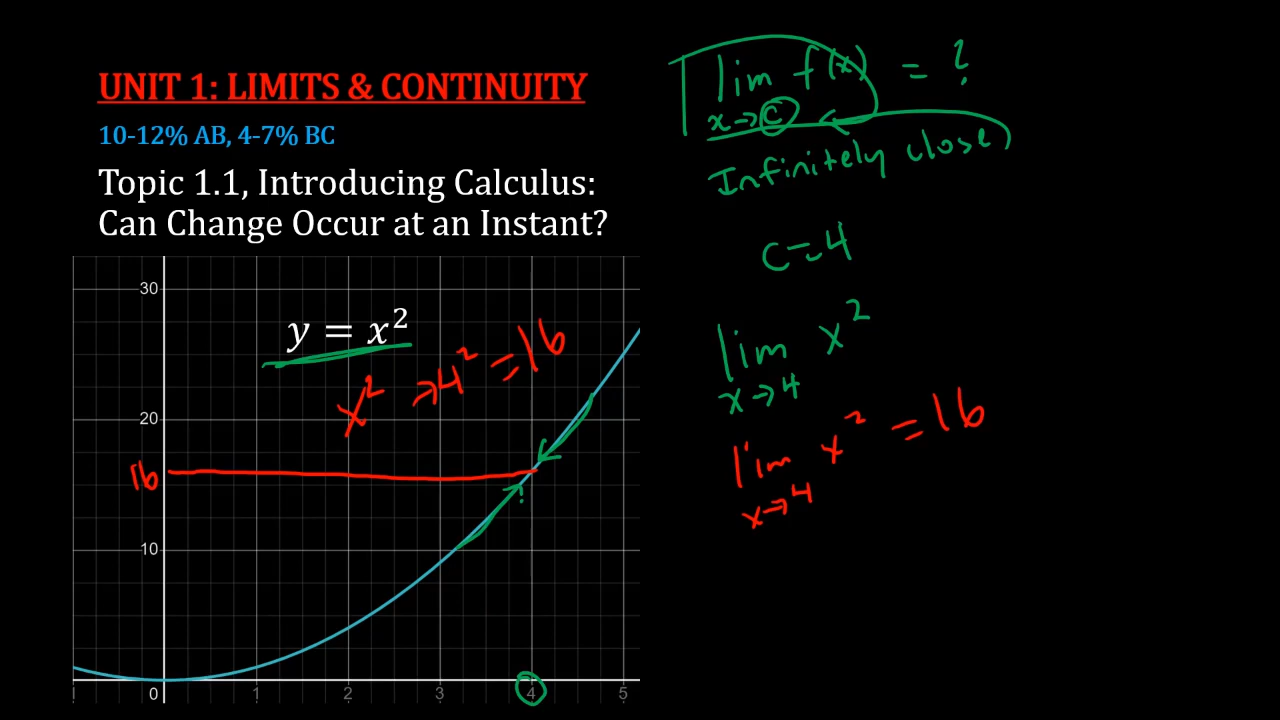 UNIT 1: LIMITS & CONTINUITY
10-12% AB, 4-7% BC
Topic 1.1, Introducing Calculus:
Can Change Occur at an Instant?
30
y = x²
x² → 4² = 16
20
16
10
1 0 1 2 3 4 5
lim f(x) = ?
x→c
Infinitely close
c=4
lim x²
x→4
lim x² = 16
x→4